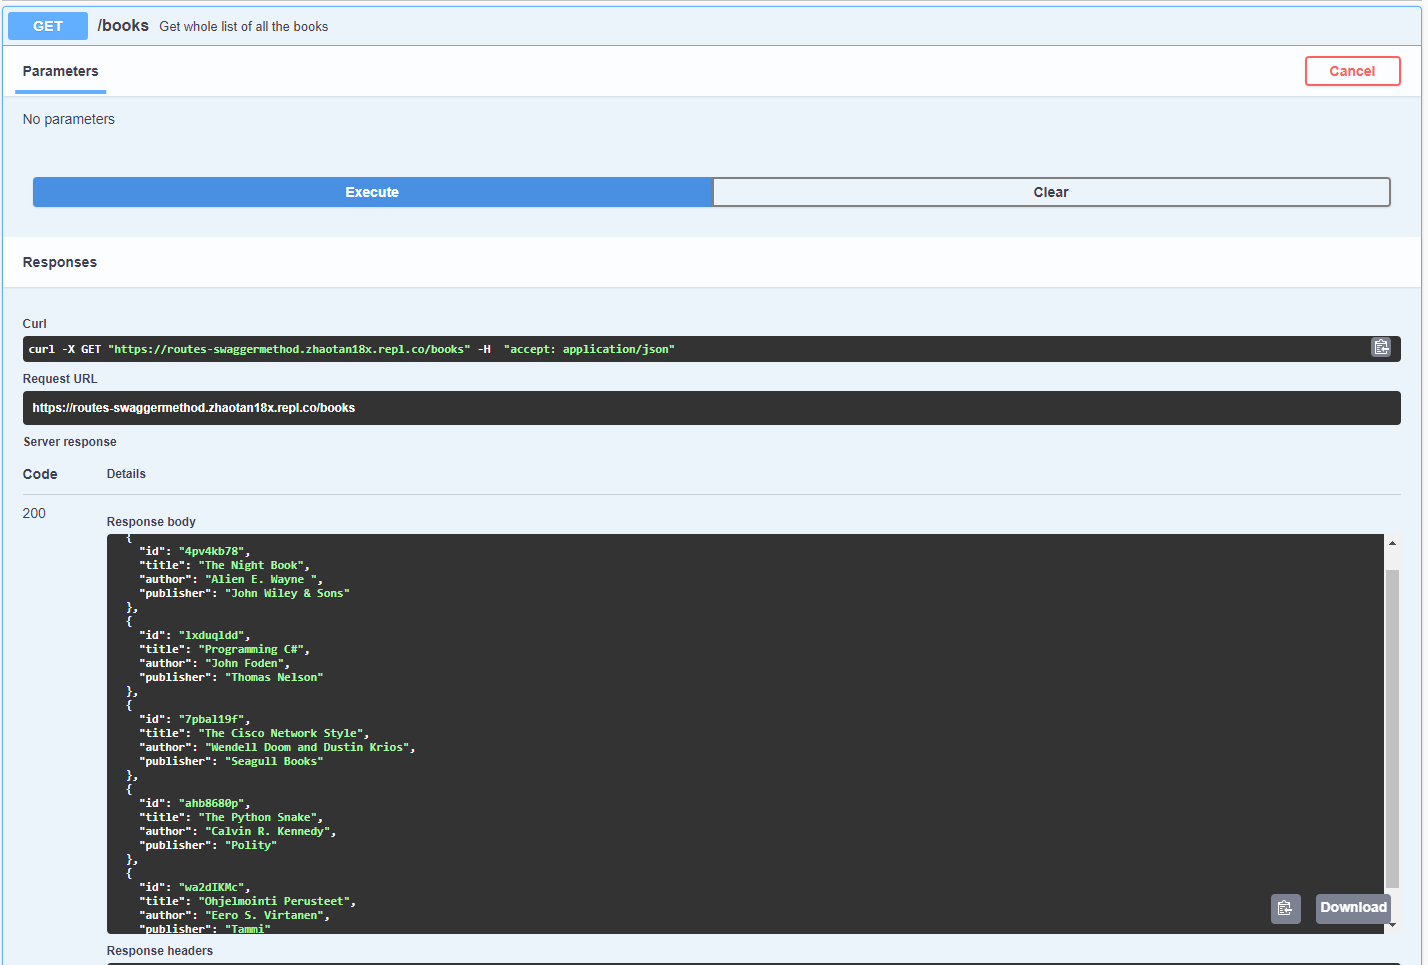 GET /books Get whole list of all the books
Parameters
Cancel
No parameters
Execute
Clear
Responses
Curl
curl -X GET "https://routes-swaggermethod.zhaotan18x.repl.co/books" -H  "accept: application/json"
Request URL
https://routes-swaggermethod.zhaotan18x.repl.co/books
Server response
Code Details
200
Response body
{
"id": "4pv4kb78",
"title": "The Night Book",
"author": "Alien E. Wayne ",
"publisher": "John Wiley & Sons"
},
{
"id": "lxduqldd",
"title": "Programming C#",
"author": "John Foden",
"publisher": "Thomas Nelson"
},
{
"id": "7pbal19f",
"title": "The Cisco Network Style",
"author": "Wendell Doom and Dustin Krios",
"publisher": "Seagull Books"
},
{
"id": "ahb8680p",
"title": "The Python Snake",
"author": "Calvin R. Kennedy",
"publisher": "Polity"
},
{
"id": "wa2dIKMc",
"title": "Ohjelmointi Perusteet",
"author": "Eero S. Virtanen",
"publisher": "Tammi"
Download
Response headers